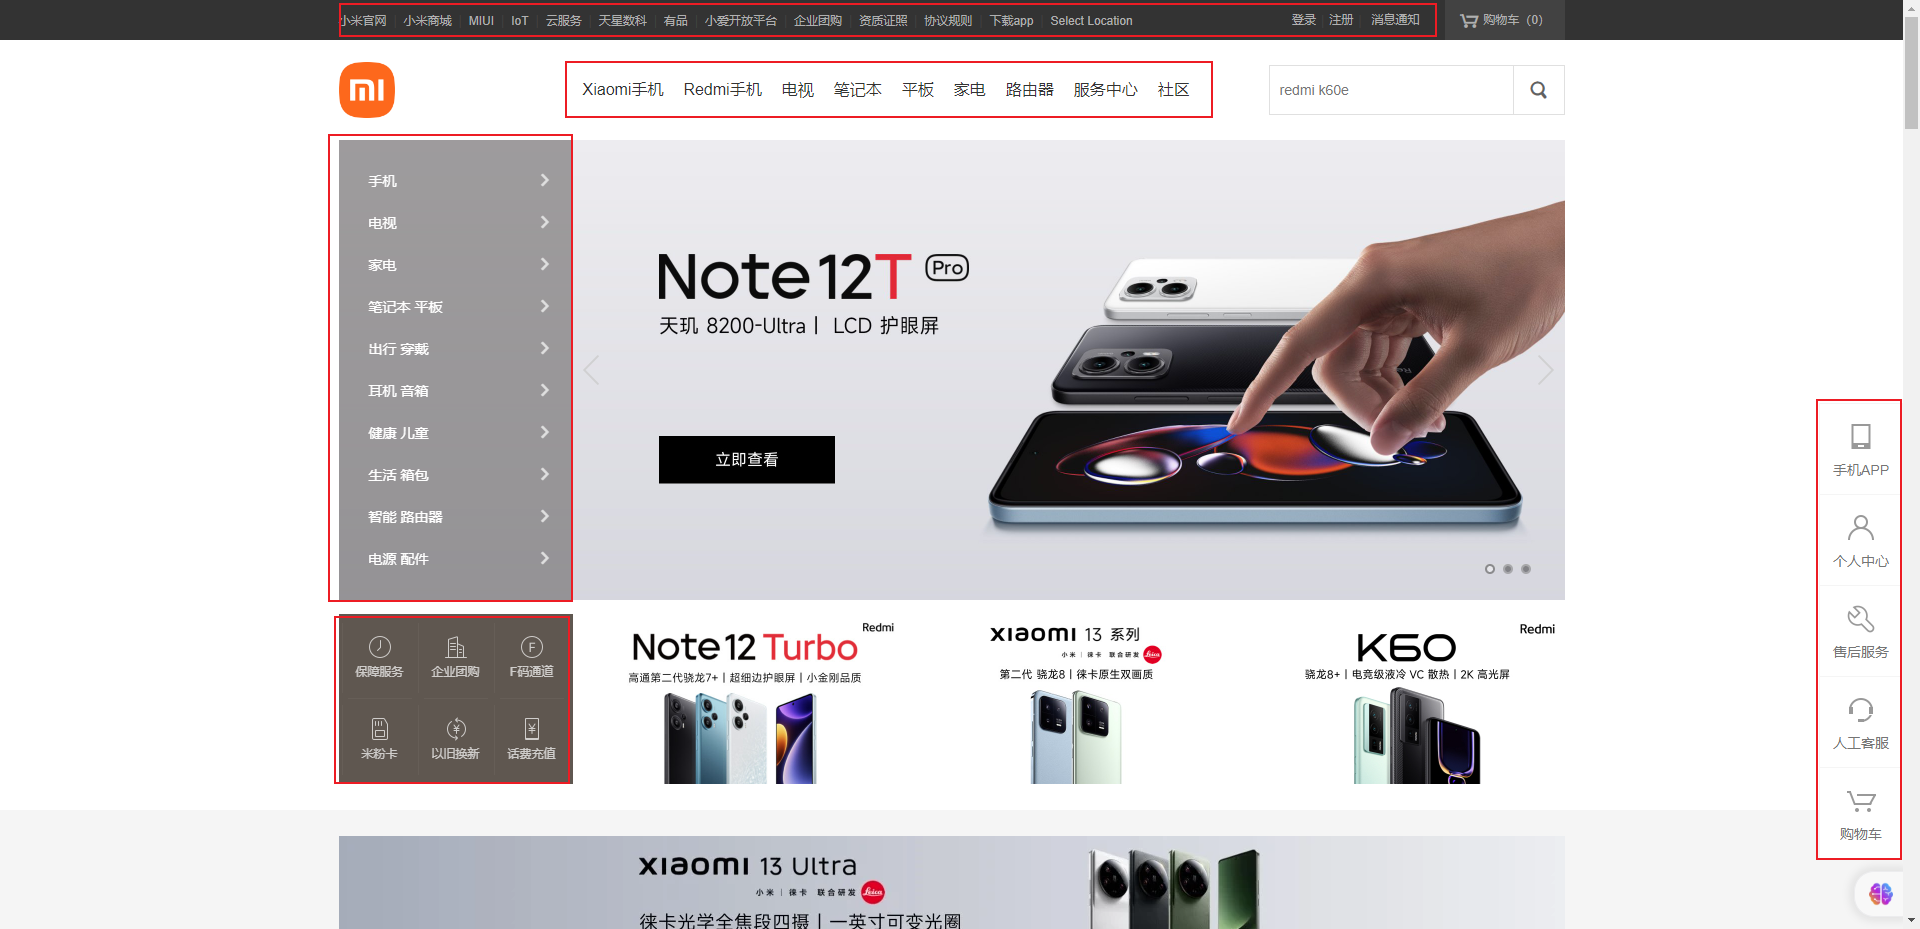 小米官网 小米商城 MIUI IoT 云服务 天星数科 有品 小爱开放平台 企业团购 资质证照 协议规则 下载app Select Location 登录 注册 消息通知 购物车 (0)
Xiaomi手机 Redmi手机 电视 笔记本 平板 家电 路由器 服务中心 社区 redmi k60e
手机
电视
家电
笔记本 平板
出行 穿戴
耳机 音箱
健康 儿童
生活 箱包
智能 路由器
电源 配件
Note 12T Pro
天玑 8200-Ultra | LCD 护眼屏
立即查看
保障服务 企业团购 F码通道
米粉卡 以旧换新 话费充值
Redmi
Note 12 Turbo
高通第二代骁龙7+ | 超细边护眼屏 | 小金刚品质
xiaomi 13 系列
小米 | 徕卡 联合研发 Leica
第二代 骁龙8 | 徕卡原生双画质
Redmi
K60
骁龙8+ | 电竞级液冷 VC 散热 | 2K 高光屏
xiaomi 13 Ultra
小米 | 徕卡 联合研发 Leica
徕卡光学全焦段四摄 | 一英寸可变光圈
手机APP
个人中心
售后服务
人工客服
购物车